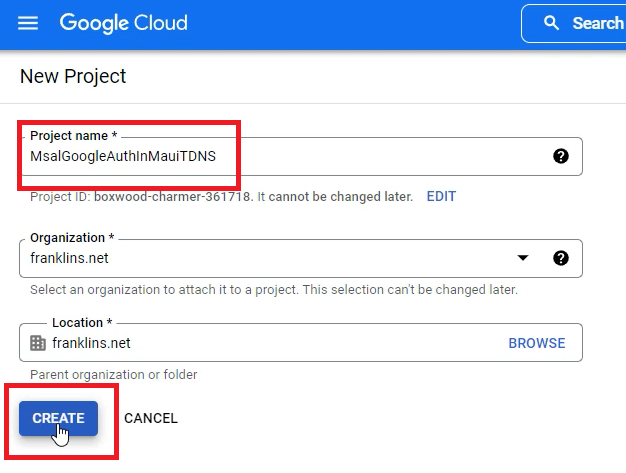 Google Cloud
Search
New Project
Project name *
MsalGoogleAuthInMauiTDNS
Project ID: boxwood-charmer-361718. It cannot be changed later. EDIT
Organization *
franklins.net
Select an organization to attach it to a project. This selection can't be changed later.
Location *
franklins.net BROWSE
Parent organization or folder
CREATE CANCEL